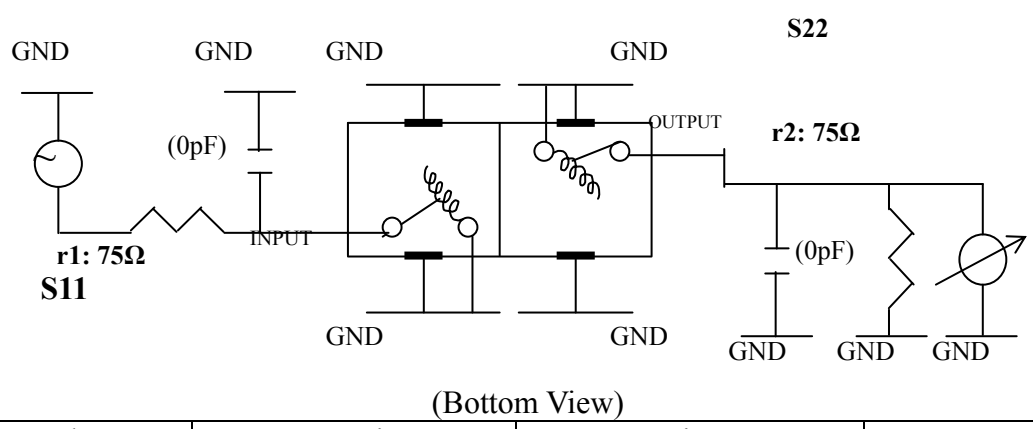 S22
GND GND GND GND
OUTPUT
r2: 75Ω
(0pF)
INPUT
(0pF)
r1: 75Ω
S11
GND GND
GND GND GND
(Bottom View)